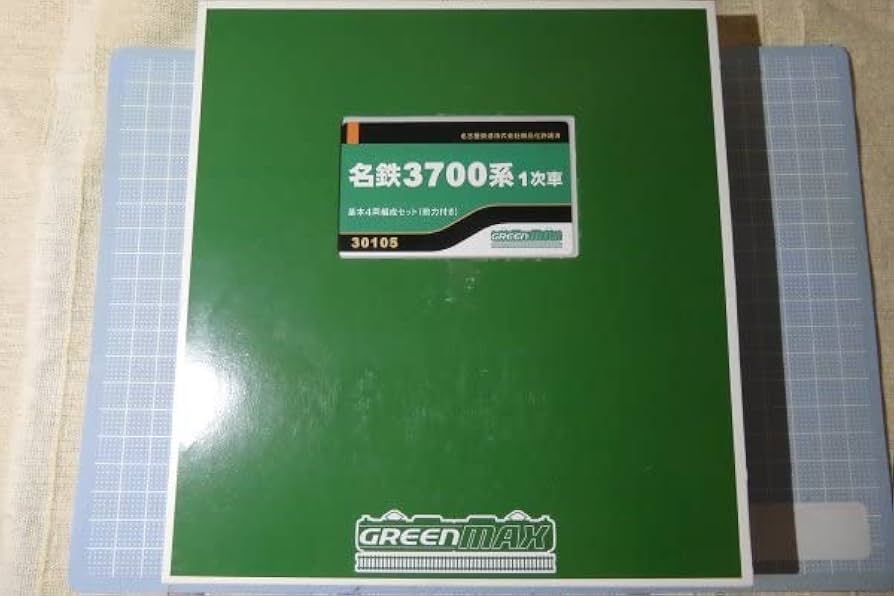 名古屋鉄道株式会社商品化許諾済
名鉄3700系1次車
基本4両編成セット(動力付き)
30105
GREENMAX
GREENMAX